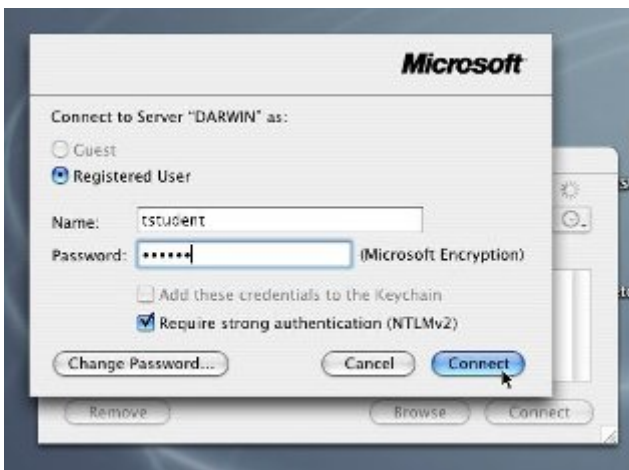 Microsoft
Connect to Server "DARWIN" as:
Guest
Registered User
Name: tstudent
Password: •••••• (Microsoft Encryption)
Add these credentials to the Keychain
Require strong authentication (NTLMv2)
Change Password... Cancel Connect
Remove Browse Connect